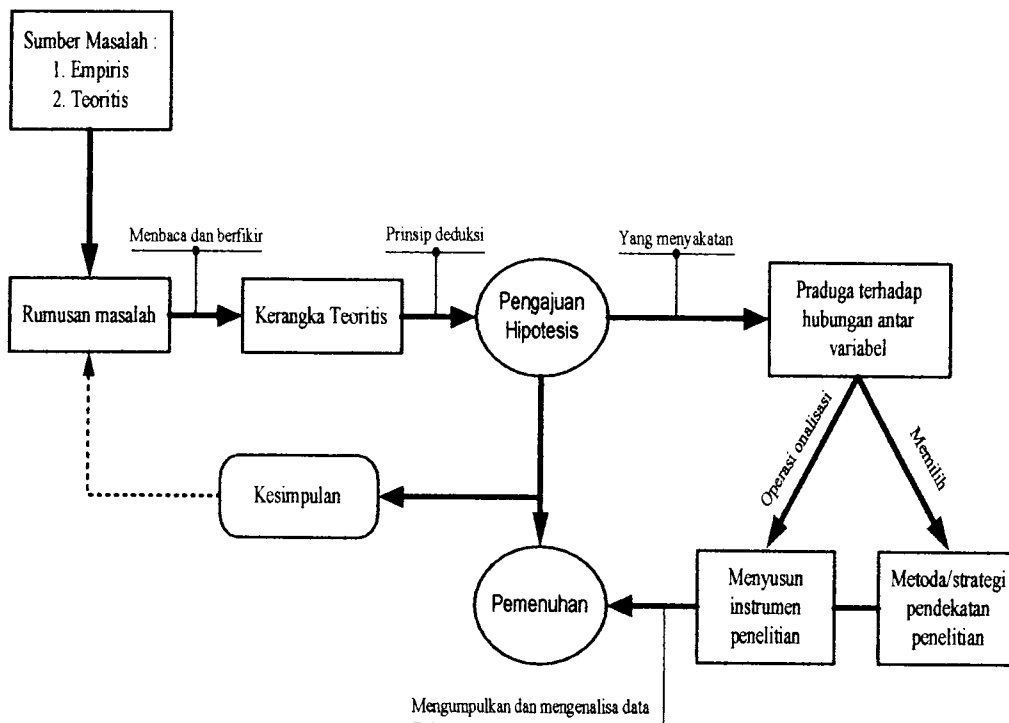 Sumber Masalah :
1. Empiris
2. Teoritis
Menbaca dan berfikir
Prinsip deduksi
Yang menyakatan
Rumusan masalah
Kerangka Teoritis
Pengajuan
Hipotesis
Praduga terhadap
hubungan antar
variabel
Operasi onalisasi
Memilih
Kesimpulan
Pemenuhan
Menyusun
instrumen
penelitian
Metoda/strategi
pendekatan
penelitian
Mengumpulkan dan mengenalisa data